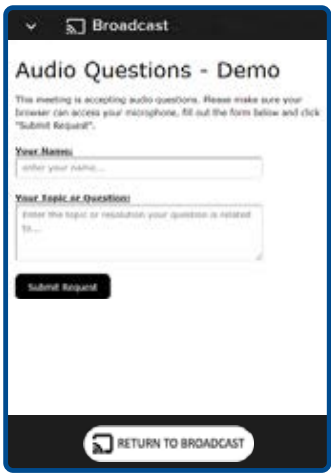 Broadcast
Audio Questions - Demo
This meeting is accepting audio questions. Please make sure your
browser can access your microphone, fill out the form below and click
"Submit Request".
Your Name:
enter your name...
Your Topic or Question:
Enter the topic or resolution your question is related
to...
Submit Request
RETURN TO BROADCAST